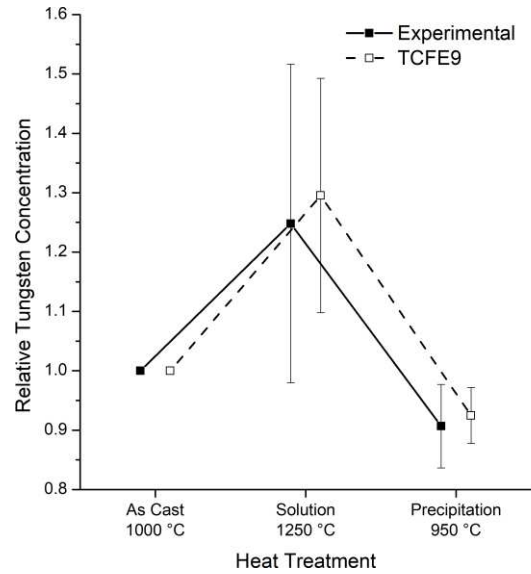 1.6
1.5
1.4
1.3
1.2
1.1
1.0
0.9
0.8
Relative Tungsten Concentration
Experimental
TCFE9
As Cast
1000 °C
Solution
1250 °C
Precipitation
950 °C
Heat Treatment